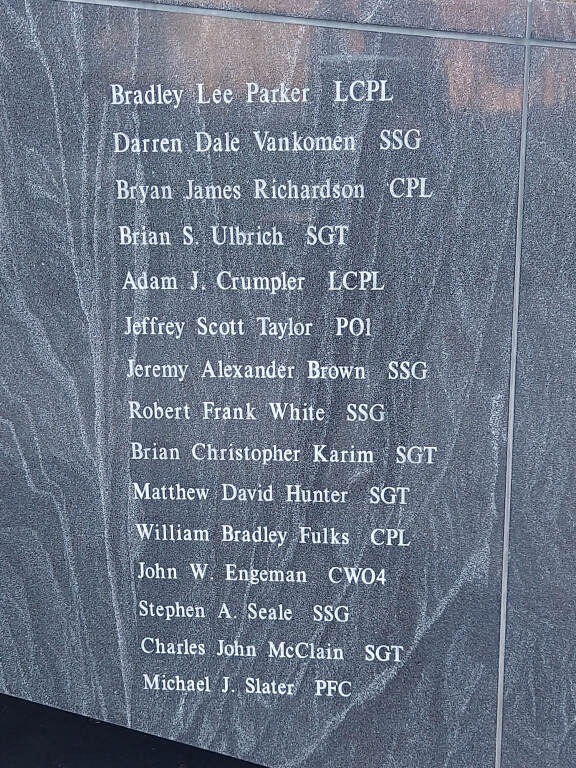 Bradley Lee Parker LCPL
Darren Dale Vankomen SSG
Bryan James Richardson CPL
Brian S. Ulbrich SGT
Adam J. Crumpler LCPL
Jeffrey Scott Taylor PO1
Jeremy Alexander Brown SSG
Robert Frank White SSG
Brian Christopher Karim SGT
Matthew David Hunter SGT
William Bradley Fulks CPL
John W. Engeman CWO4
Stephen A. Seale SSG
Charles John McClain SGT
Michael J. Slater PFC